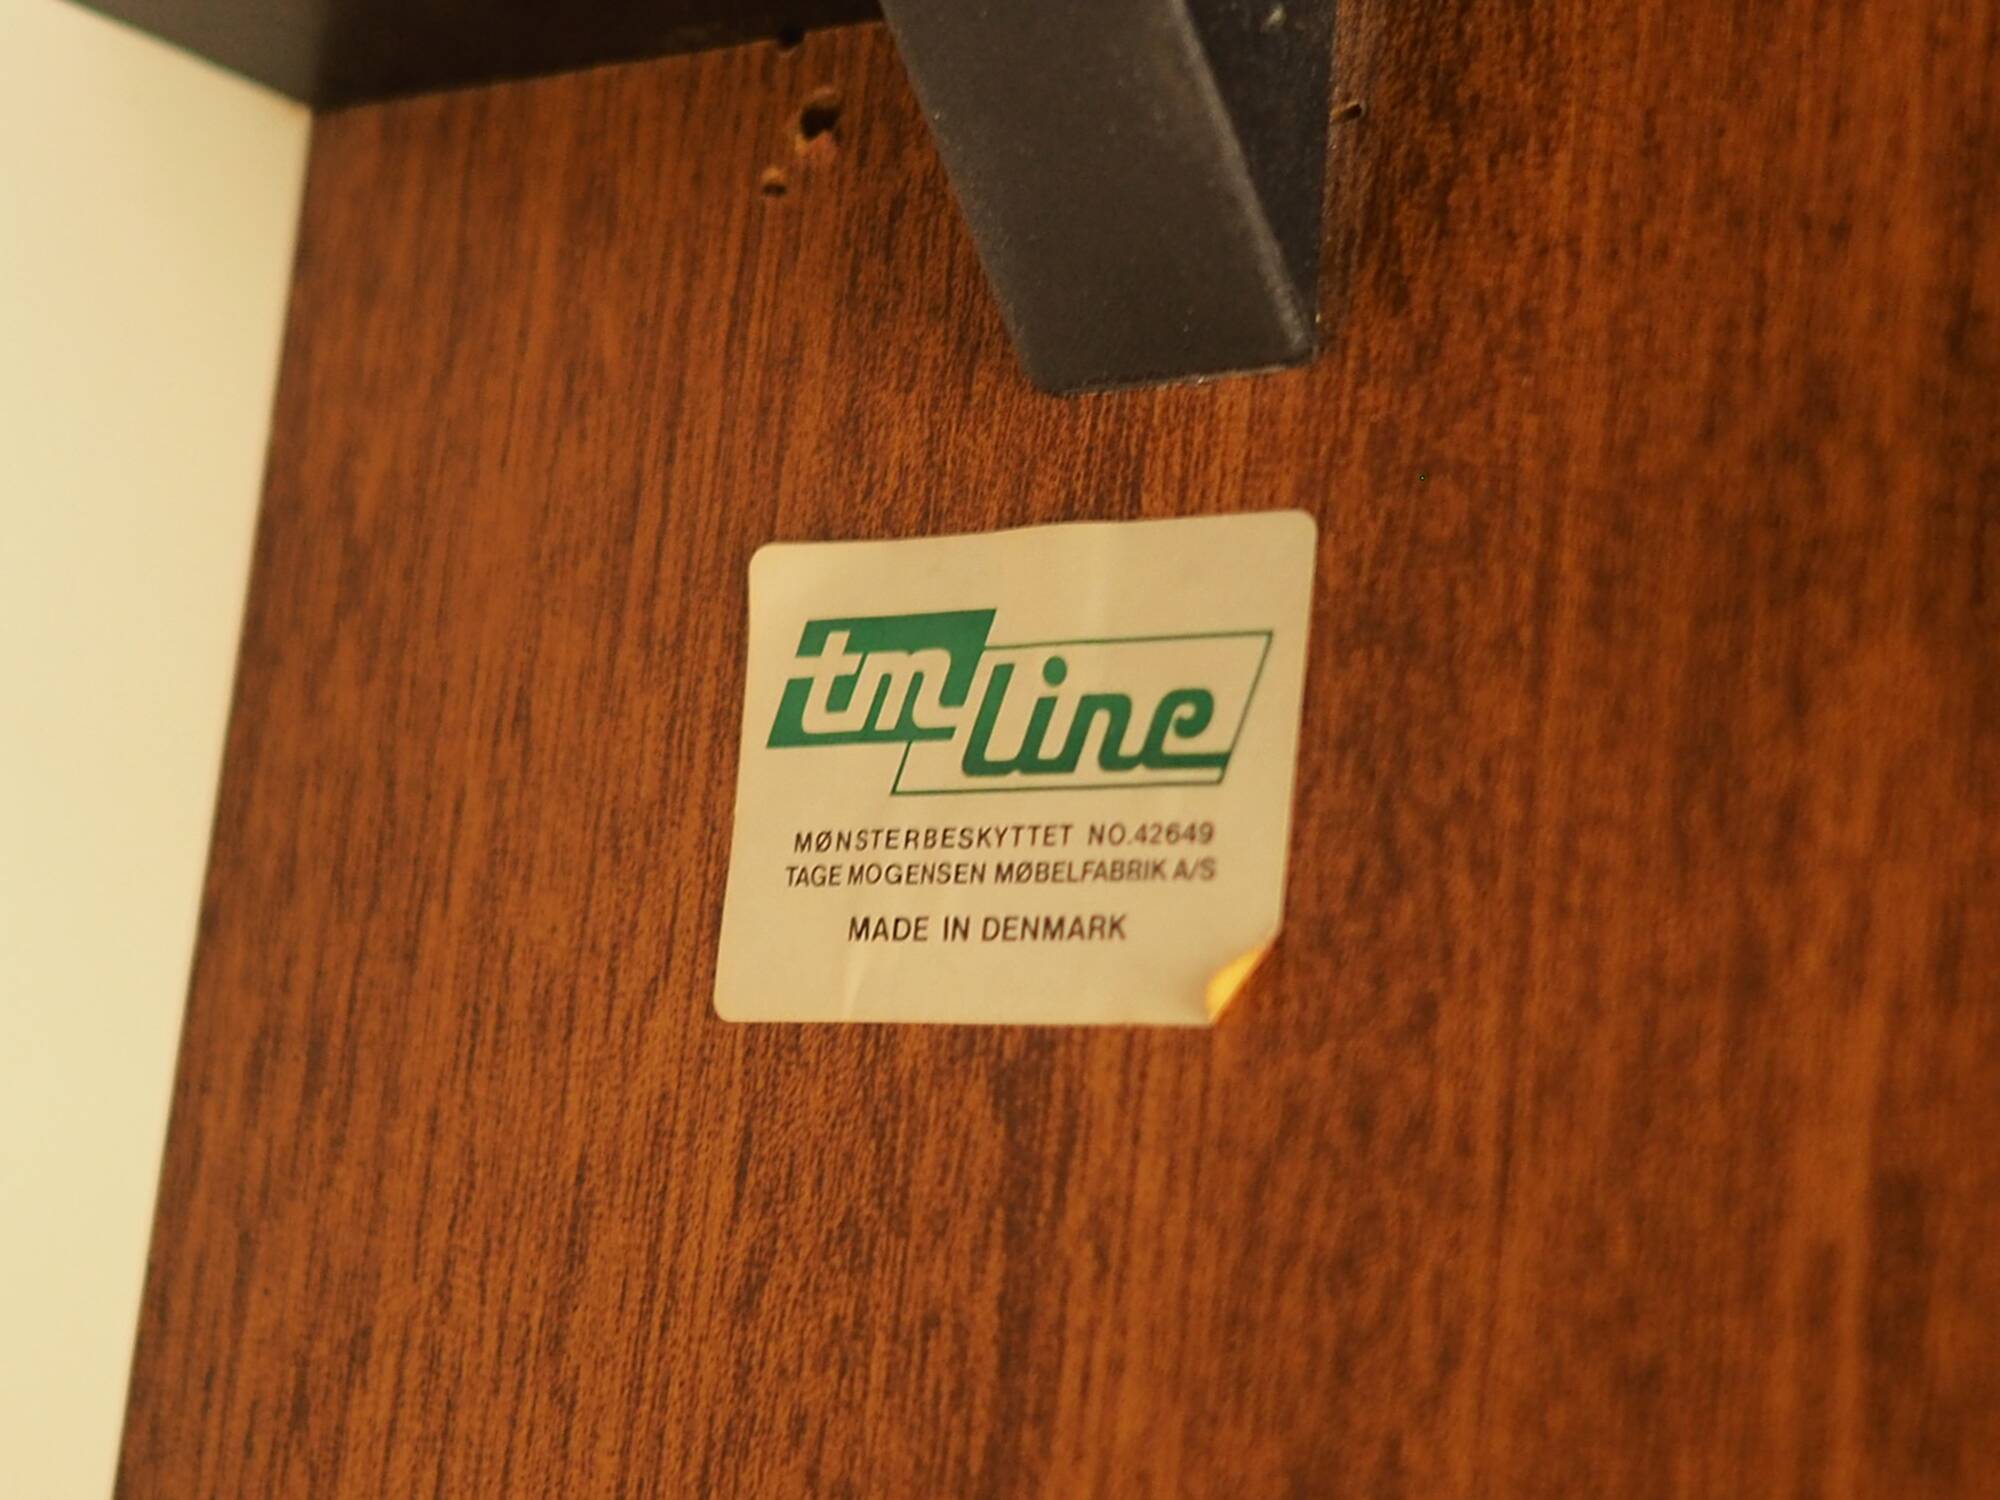 tm line
MØNSTERBESKYTTET NO.42649
TAGE MOGENSEN MØBELFABRIK A/S
MADE IN DENMARK